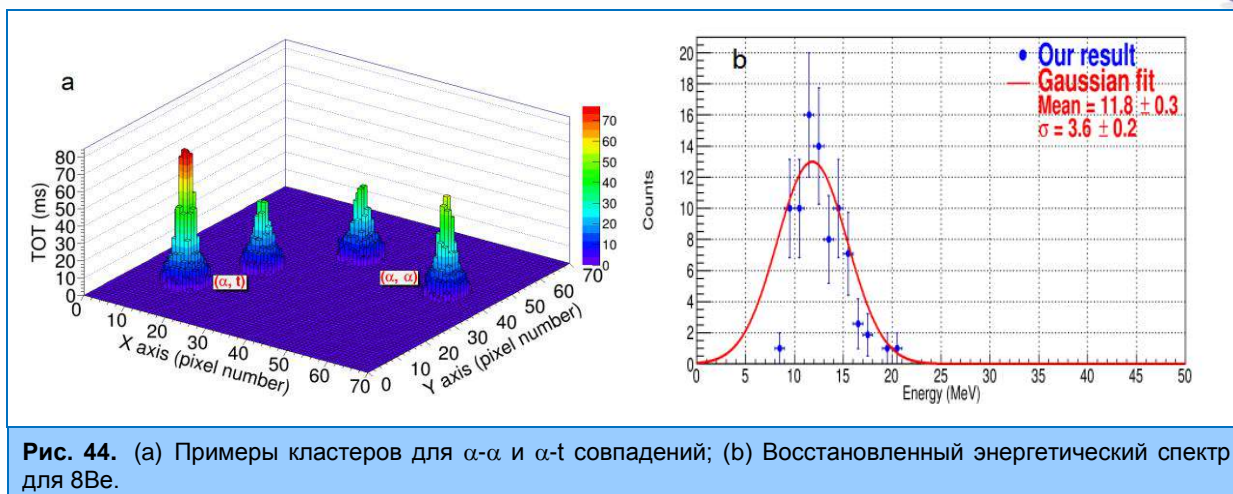 a
TOT (ms)
80
70
60
50
40
30
20
10
0
(α, t)
(α, α)
0
10
20
30
40
50
60
70
X axis (pixel number)
0
10
20
30
40
50
60
70
Y axis (pixel number)
70
60
50
40
30
20
10
0
b
Our result
Gaussian fit
Mean = 11.8 ± 0.3
σ = 3.6 ± 0.2
Counts
20
18
16
14
12
10
8
6
4
2
0
0 5 10 15 20 25 30 35 40 45 50
Energy (MeV)
Рис. 44. (a) Примеры кластеров для α-α и α-t совпадений; (b) Восстановленный энергетический спектр
для 8Be.